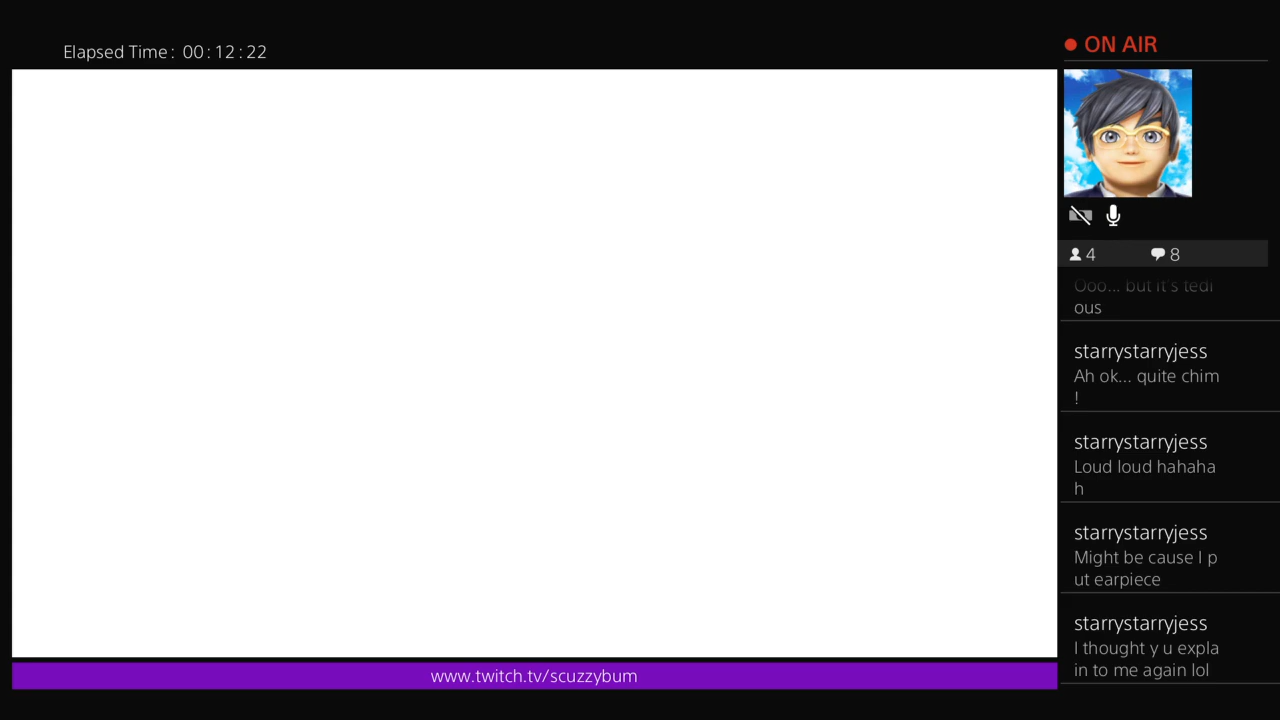 Elapsed Time: 00:12:22
ON AIR
4 8
Ooo... but it's tedi
ous
starrystarryjess
Ah ok... quite chim
!
starrystarryjess
Loud loud hahaha
h
starrystarryjess
Might be cause I p
ut earpiece
starrystarryjess
I thought y u expla
in to me again lol
www.twitch.tv/scuzzybum